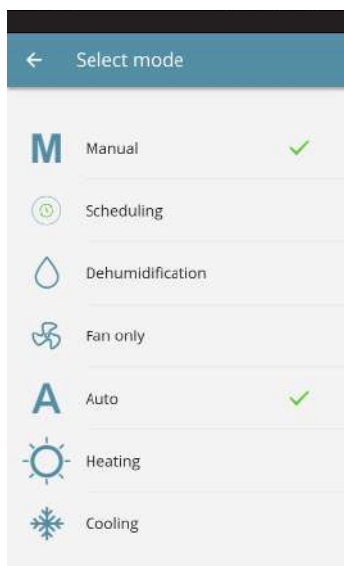 Select mode
M Manual
Scheduling
Dehumidification
Fan only
A Auto
Heating
Cooling